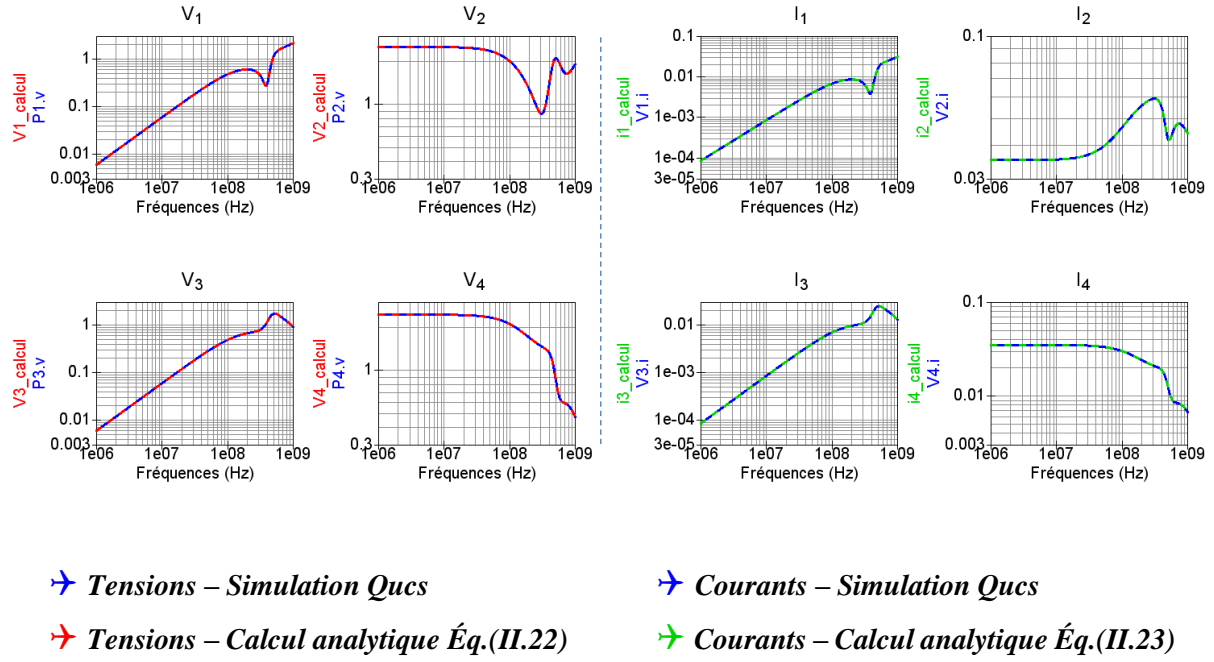 V1
V2
I1
I2
V1_calcul
P1.v
1
0.1
0.01
0.003
1e06 1e07 1e08 1e09
Fréquences (Hz)
V2_calcul
P2.v
1
0.3
1e06 1e07 1e08 1e09
Fréquences (Hz)
i1_calcul
V1.i
0.1
0.01
1e-03
1e-04
3e-05
1e06 1e07 1e08 1e09
Fréquences (Hz)
i2_calcul
V2.i
0.1
0.03
1e06 1e07 1e08 1e09
Fréquences (Hz)
V3
V4
I3
I4
V3_calcul
P3.v
1
0.1
0.01
0.003
1e06 1e07 1e08 1e09
Fréquences (Hz)
V4_calcul
P4.v
1
0.3
1e06 1e07 1e08 1e09
Fréquences (Hz)
i3_calcul
V3.i
0.01
1e-03
1e-04
3e-05
1e06 1e07 1e08 1e09
Fréquences (Hz)
i4_calcul
V4.i
0.1
0.01
0.003
1e06 1e07 1e08 1e09
Fréquences (Hz)
Tensions – Simulation Qucs
Courants – Simulation Qucs
Tensions – Calcul analytique Éq.(II.22)
Courants – Calcul analytique Éq.(II.23)